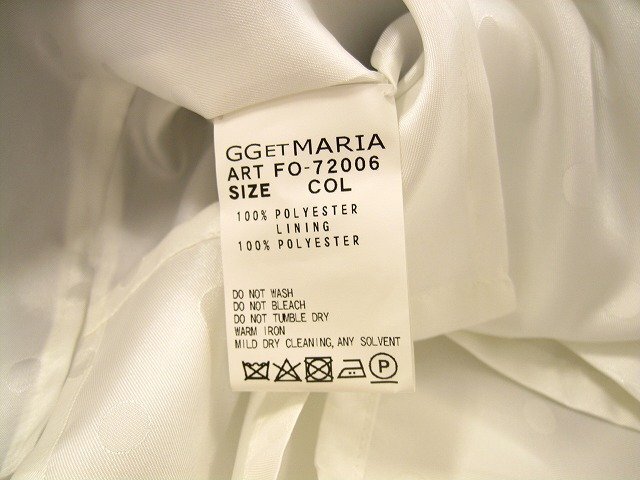 GGETMARIA
ART FO-72006
SIZE COL
100% POLYESTER
LINING
100% POLYESTER
DO NOT WASH
DO NOT BLEACH
DO NOT TUMBLE DRY
WARM IRON
MILD DRY CLEANING, ANY SOLVENT
P